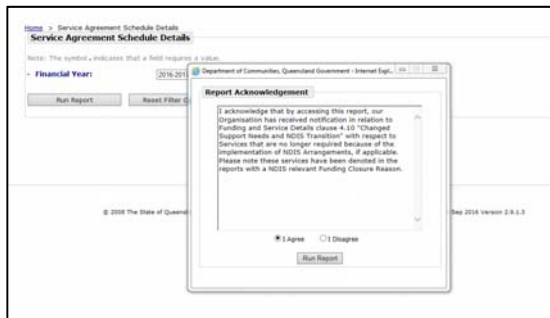 Home > Service Agreement Schedule Details
Service Agreement Schedule Details
Note: The symbol * indicates that a field requires a value.
* Financial Year:
2016-201
Run Report
Reset Filter
Department of Communities, Queensland Government - Internet Expl...
Report Acknowledgement
I acknowledge that by accessing this report, our
Organisation has received notification in relation to
Funding and Service Details clause 4.10 "Changed
Support Needs and NDIS Transition" with respect to
Services that are no longer required because of the
implementation of NDIS Arrangements, if applicable.
Please note these services have been denoted in the
reports with a NDIS relevant Funding Closure Reason.
I Agree
I Disagree
Run Report
© 2008 The State of Queensl
Sep 2016 Version 2.6.1.3